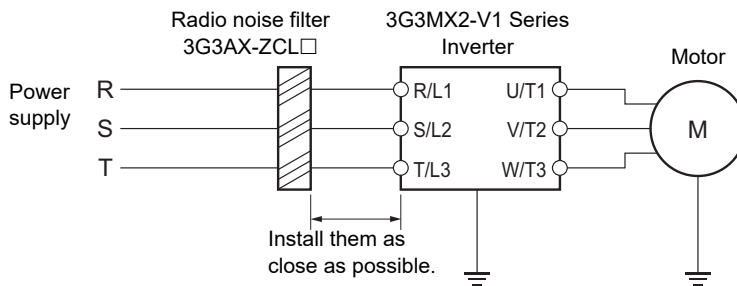 Radio noise filter
3G3AX-ZCL□
3G3MX2-V1 Series
Inverter
Motor
Power
supply
R
S
T
R/L1
S/L2
T/L3
U/T1
V/T2
W/T3
M
Install them as
close as possible.